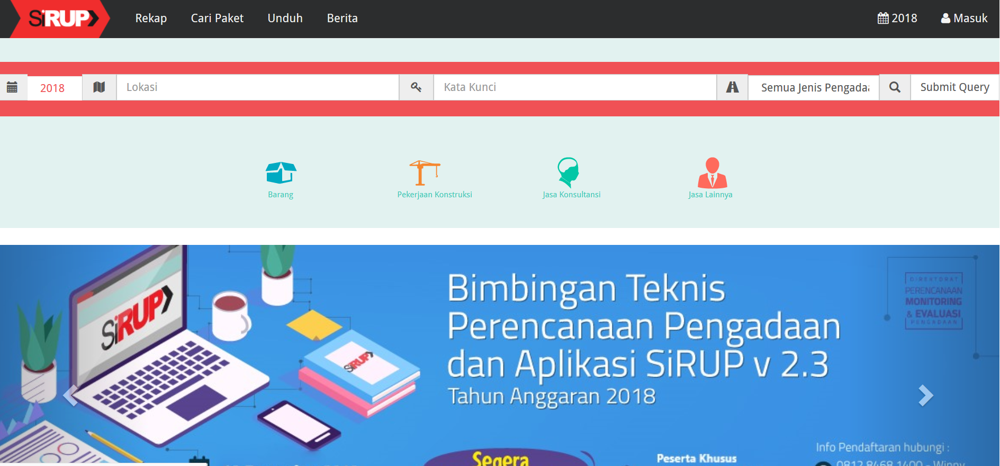 SiRUP
Rekap
Cari Paket
Unduh
Berita
2018
Masuk
2018
Lokasi
Kata Kunci
Semua Jenis Pengadaa
Submit Query
Barang
Pekerjaan Konstruksi
Jasa Konsultansi
Jasa Lainnya
SiRUP
SiRUP
Bimbingan Teknis
Perencanaan Pengadaan
dan Aplikasi SiRUP v 2.3
Tahun Anggaran 2018
DIREKTORAT
PERENCANAAN
MONITORING
& EVALUASI
PENGADAAN
Segera
Peserta Khusus
Info Pendaftaran hubungi :
0812 8468 1400 - Winny